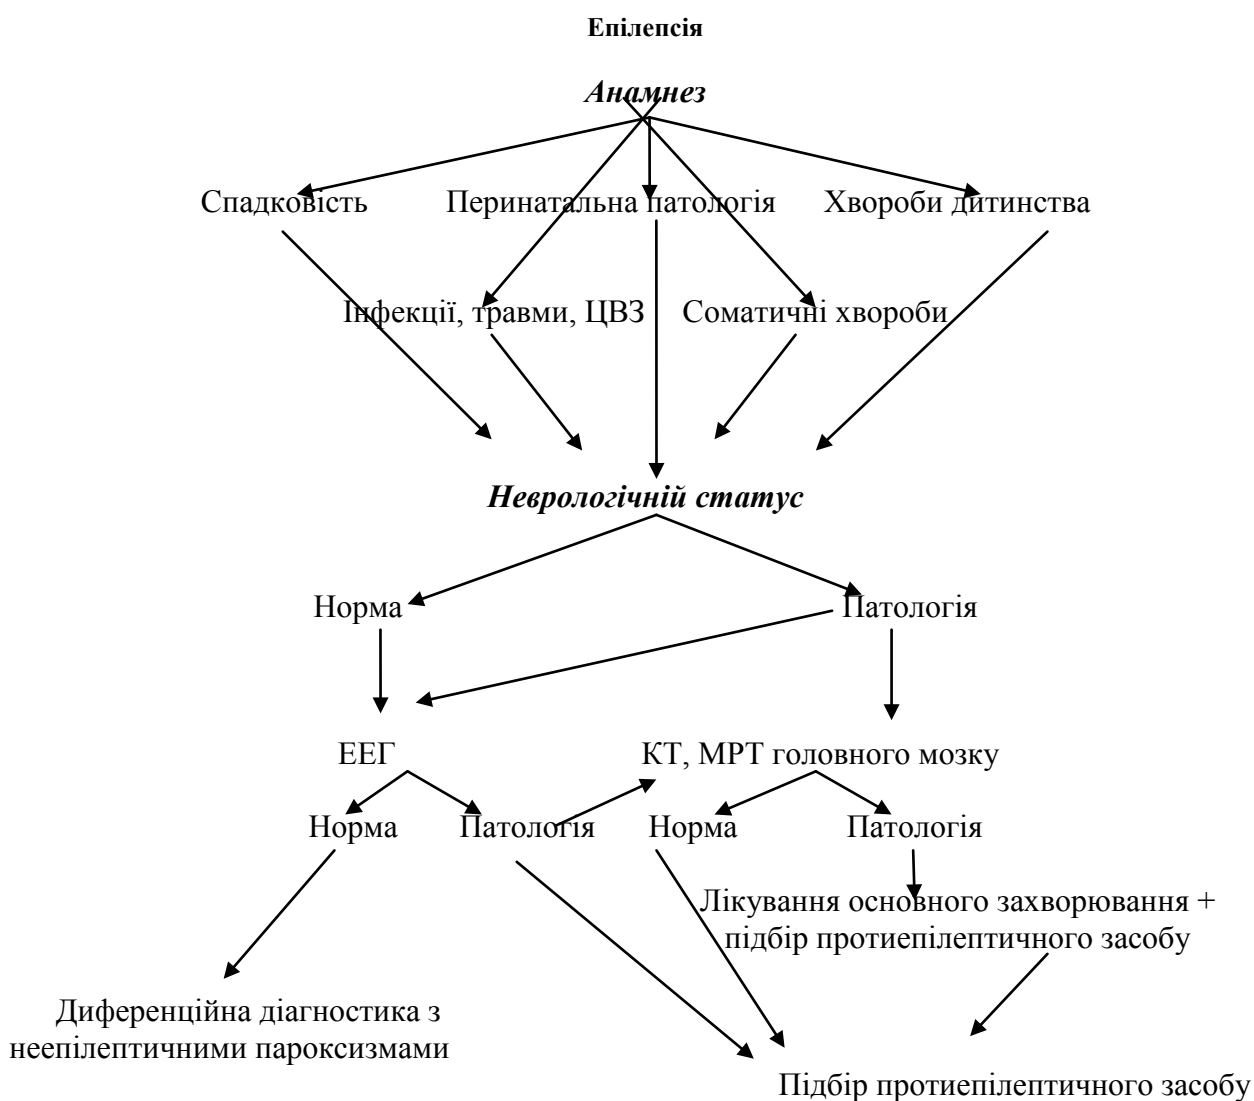 Епілепсія
Анамнез
Спадковість
Перинатальна патологія
Хвороби дитинства
Інфекції, травми, ЦВЗ
Соматичні хвороби
Неврологічній статус
Норма
Патологія
ЕЕГ
КТ, МРТ головного мозку
Норма
Патологія
Норма
Патологія
Лікування основного захворювання +
підбір протиепілептичного засобу
Диференційна діагностика з
неепілептичними пароксизмами
Підбір протиепілептичного засобу